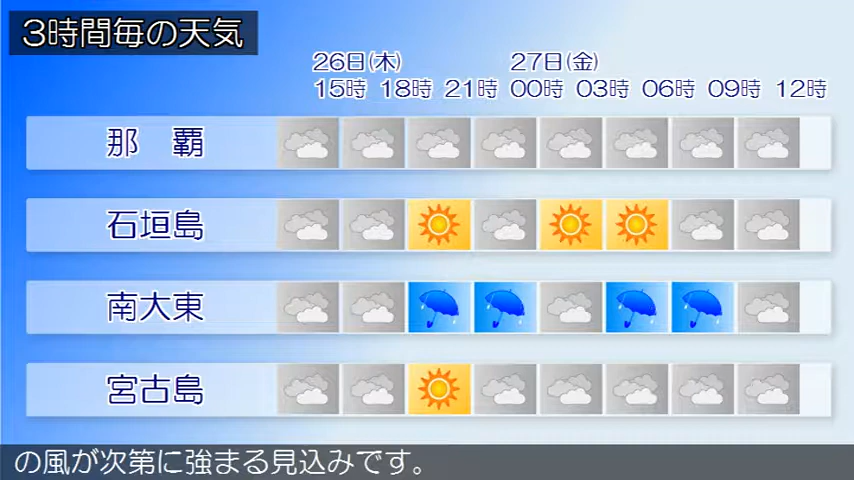 3時間毎の天気
26日(木) 27日(金)
15時 18時 21時 00時 03時 06時 09時 12時
那 覇
石垣島
南大東
宮古島
の風が次第に強まる見込みです。